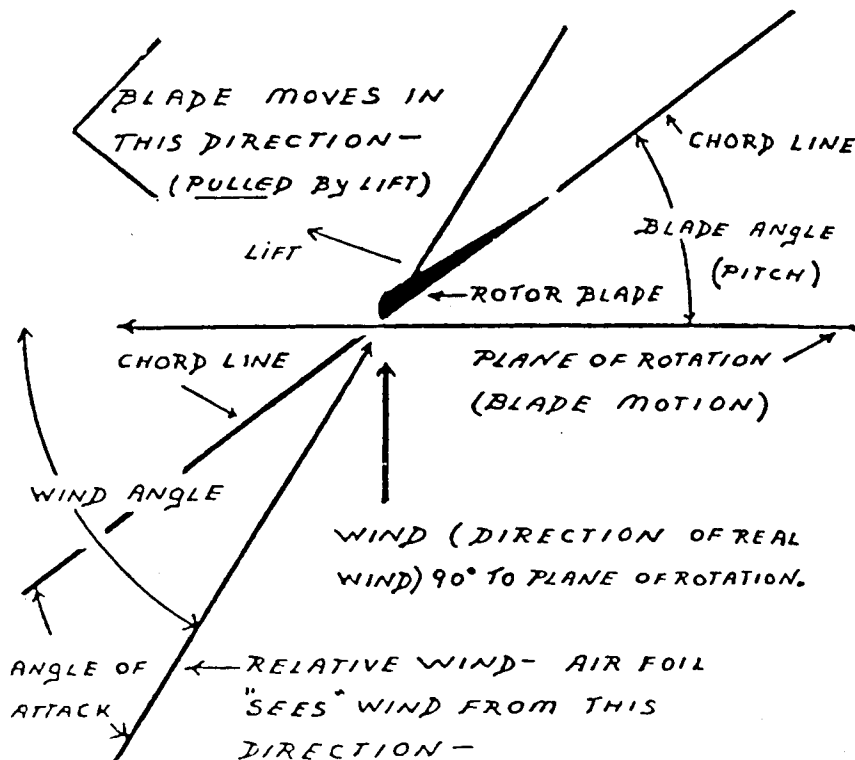 BLADE MOVES IN
THIS DIRECTION—
(PULLED BY LIFT)
CHORD LINE
LIFT
BLADE ANGLE
(PITCH)
ROTOR BLADE
CHORD LINE
PLANE OF ROTATION
(BLADE MOTION)
WIND ANGLE
WIND (DIRECTION OF REAL
WIND) 90° TO PLANE OF ROTATION.
ANGLE OF
ATTACK
RELATIVE WIND- AIR FOIL
"SEES" WIND FROM THIS
DIRECTION—